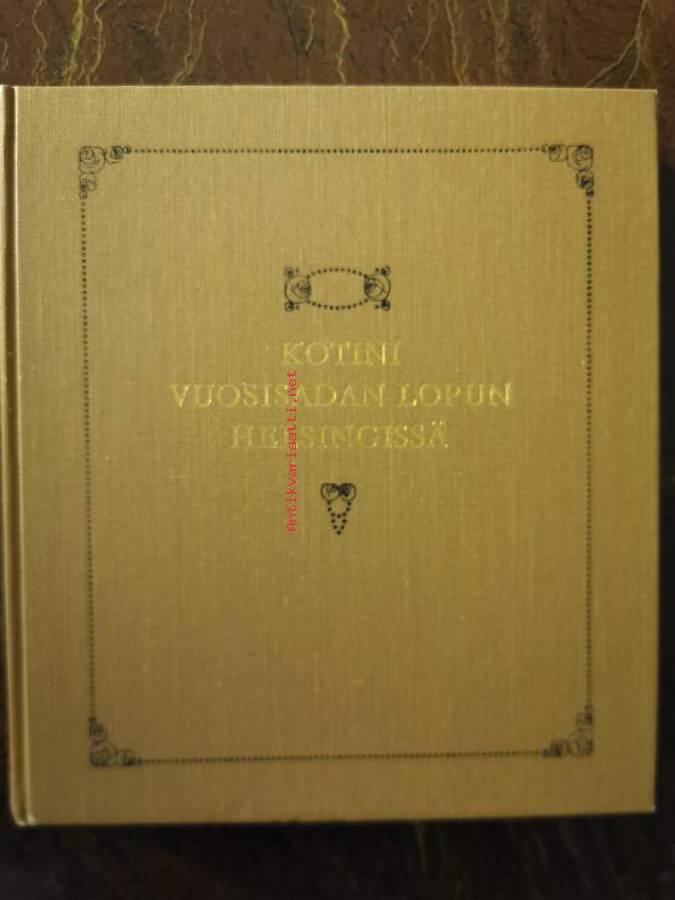 KOTINI
VUOSISADAN LOPUN
HELSINGISSÄ
Antikvariaatti.net